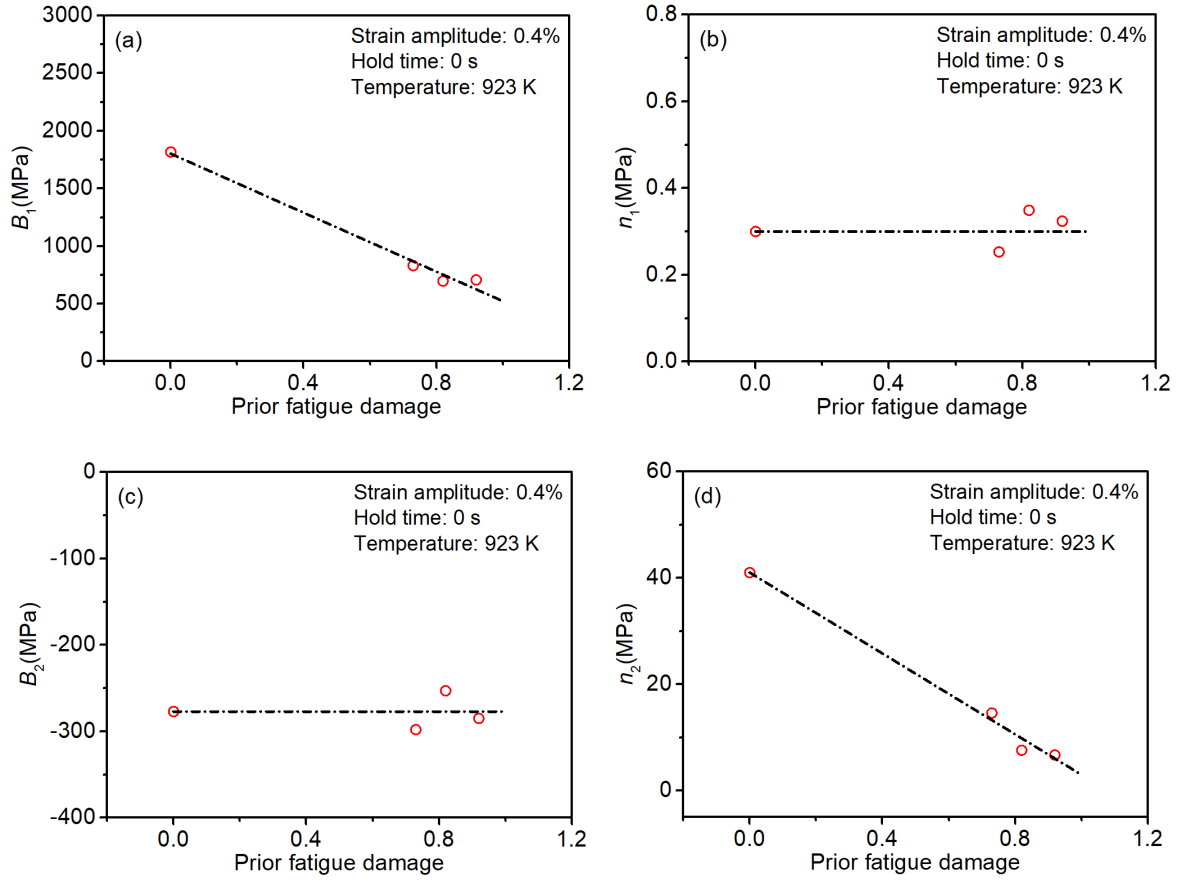 (a)
Strain amplitude: 0.4%
Hold time: 0 s
Temperature: 923 K
3000
2500
2000
1500
1000
500
0
B₁(MPa)
0.0
0.4
0.8
1.2
Prior fatigue damage
(b)
Strain amplitude: 0.4%
Hold time: 0 s
Temperature: 923 K
0.8
0.6
0.4
0.2
0.0
n₁(MPa)
0.0
0.4
0.8
1.2
Prior fatigue damage
(c)
Strain amplitude: 0.4%
Hold time: 0 s
Temperature: 923 K
0
-100
-200
-300
-400
B₂(MPa)
0.0
0.4
0.8
1.2
Prior fatigue damage
(d)
Strain amplitude: 0.4%
Hold time: 0 s
Temperature: 923 K
60
40
20
0
n₂(MPa)
0.0
0.4
0.8
1.2
Prior fatigue damage